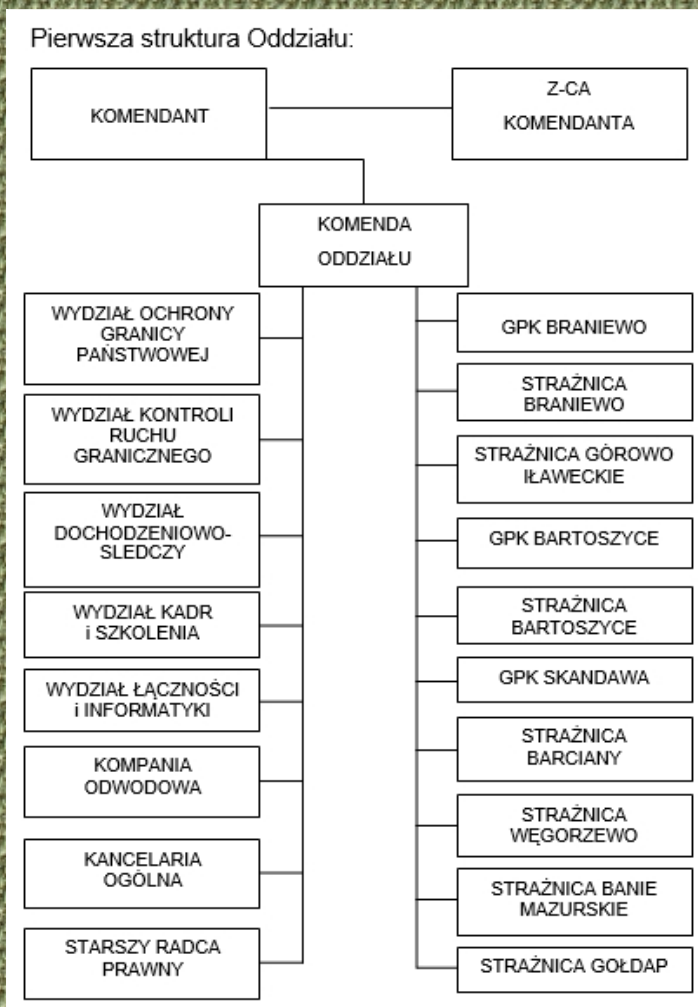 Pierwsza struktura Oddziału:
KOMENDANT
Z-CA
KOMENDANTA
KOMENDA
ODDZIAŁU
WYDZIAŁ OCHRONY
GRANICY
PAŃSTWOWEJ
WYDZIAŁ KONTROLI
RUCHU
GRANICZNEGO
WYDZIAŁ
DOCHODZENIOWO-
SLEDCZY
WYDZIAŁ KADR
i SZKOLENIA
WYDZIAŁ ŁĄCZNOŚCI
i INFORMATYKI
KOMPANIA
ODWODOWA
KANCELARIA
OGÓLNA
STARSZY RADCA
PRAWNY
GPK BRANIEWO
STRAŻNICA
BRANIEWO
STRAŻNICA GÓROWO
IŁAWECKIE
GPK BARTOSZYCE
STRAŻNICA
BARTOSZYCE
GPK SKANDAWA
STRAŻNICA
BARCIANY
STRAŻNICA
WĘGORZEWO
STRAŻNICA BANIE
MAZURSKIE
STRAŻNICA GOŁDAP